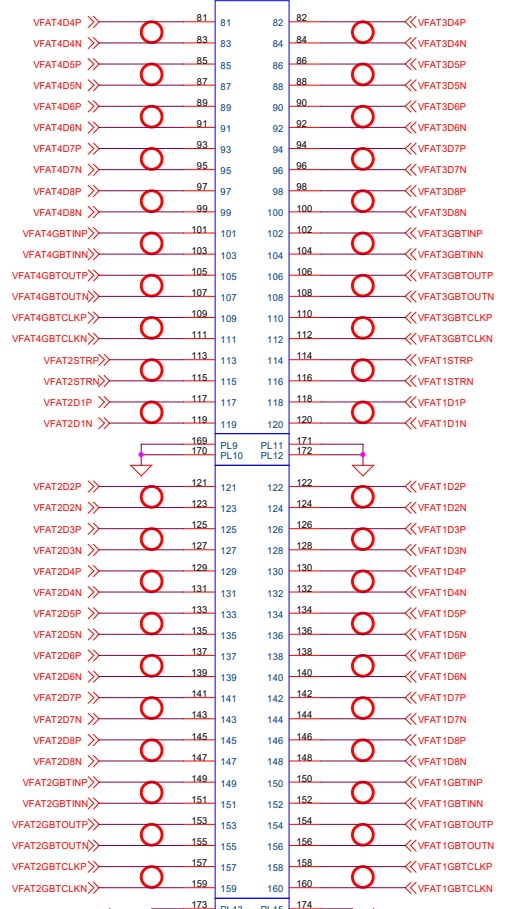 VFAT4D4P 81 81 82 82 VFAT3D4P
VFAT4D4N 83 83 84 84 VFAT3D4N
VFAT4D5P 85 85 86 86 VFAT3D5P
VFAT4D5N 87 87 88 88 VFAT3D5N
VFAT4D6P 89 89 90 90 VFAT3D6P
VFAT4D6N 91 91 92 92 VFAT3D6N
VFAT4D7P 93 93 94 94 VFAT3D7P
VFAT4D7N 95 95 96 96 VFAT3D7N
VFAT4D8P 97 97 98 98 VFAT3D8P
VFAT4D8N 99 99 100 100 VFAT3D8N
VFAT4GBTINP 101 101 102 102 VFAT3GBTINP
VFAT4GBTINN 103 103 104 104 VFAT3GBTINN
VFAT4GBTOUTP 105 105 106 106 VFAT3GBTOUTP
VFAT4GBTOUTN 107 107 108 108 VFAT3GBTOUTN
VFAT4GBTCLKP 109 109 110 110 VFAT3GBTCLKP
VFAT4GBTCLKN 111 111 112 112 VFAT3GBTCLKN
VFAT2STRP 113 113 114 114 VFAT1STRP
VFAT2STRN 115 115 116 116 VFAT1STRN
VFAT2D1P 117 117 118 118 VFAT1D1P
VFAT2D1N 119 119 120 120 VFAT1D1N
169 PL9 PL11 171
170 PL10 PL12 172
VFAT2D2P 121 121 122 122 VFAT1D2P
VFAT2D2N 123 123 124 124 VFAT1D2N
VFAT2D3P 125 125 126 126 VFAT1D3P
VFAT2D3N 127 127 128 128 VFAT1D3N
VFAT2D4P 129 129 130 130 VFAT1D4P
VFAT2D4N 131 131 132 132 VFAT1D4N
VFAT2D5P 133 133 134 134 VFAT1D5P
VFAT2D5N 135 135 136 136 VFAT1D5N
VFAT2D6P 137 137 138 138 VFAT1D6P
VFAT2D6N 139 139 140 140 VFAT1D6N
VFAT2D7P 141 141 142 142 VFAT1D7P
VFAT2D7N 143 143 144 144 VFAT1D7N
VFAT2D8P 145 145 146 146 VFAT1D8P
VFAT2D8N 147 147 148 148 VFAT1D8N
VFAT2GBTINP 149 149 150 150 VFAT1GBTINP
VFAT2GBTINN 151 151 152 152 VFAT1GBTINN
VFAT2GBTOUTP 153 153 154 154 VFAT1GBTOUTP
VFAT2GBTOUTN 155 155 156 156 VFAT1GBTOUTN
VFAT2GBTCLKP 157 157 158 158 VFAT1GBTCLKP
VFAT2GBTCLKN 159 159 160 160 VFAT1GBTCLKN
173 174